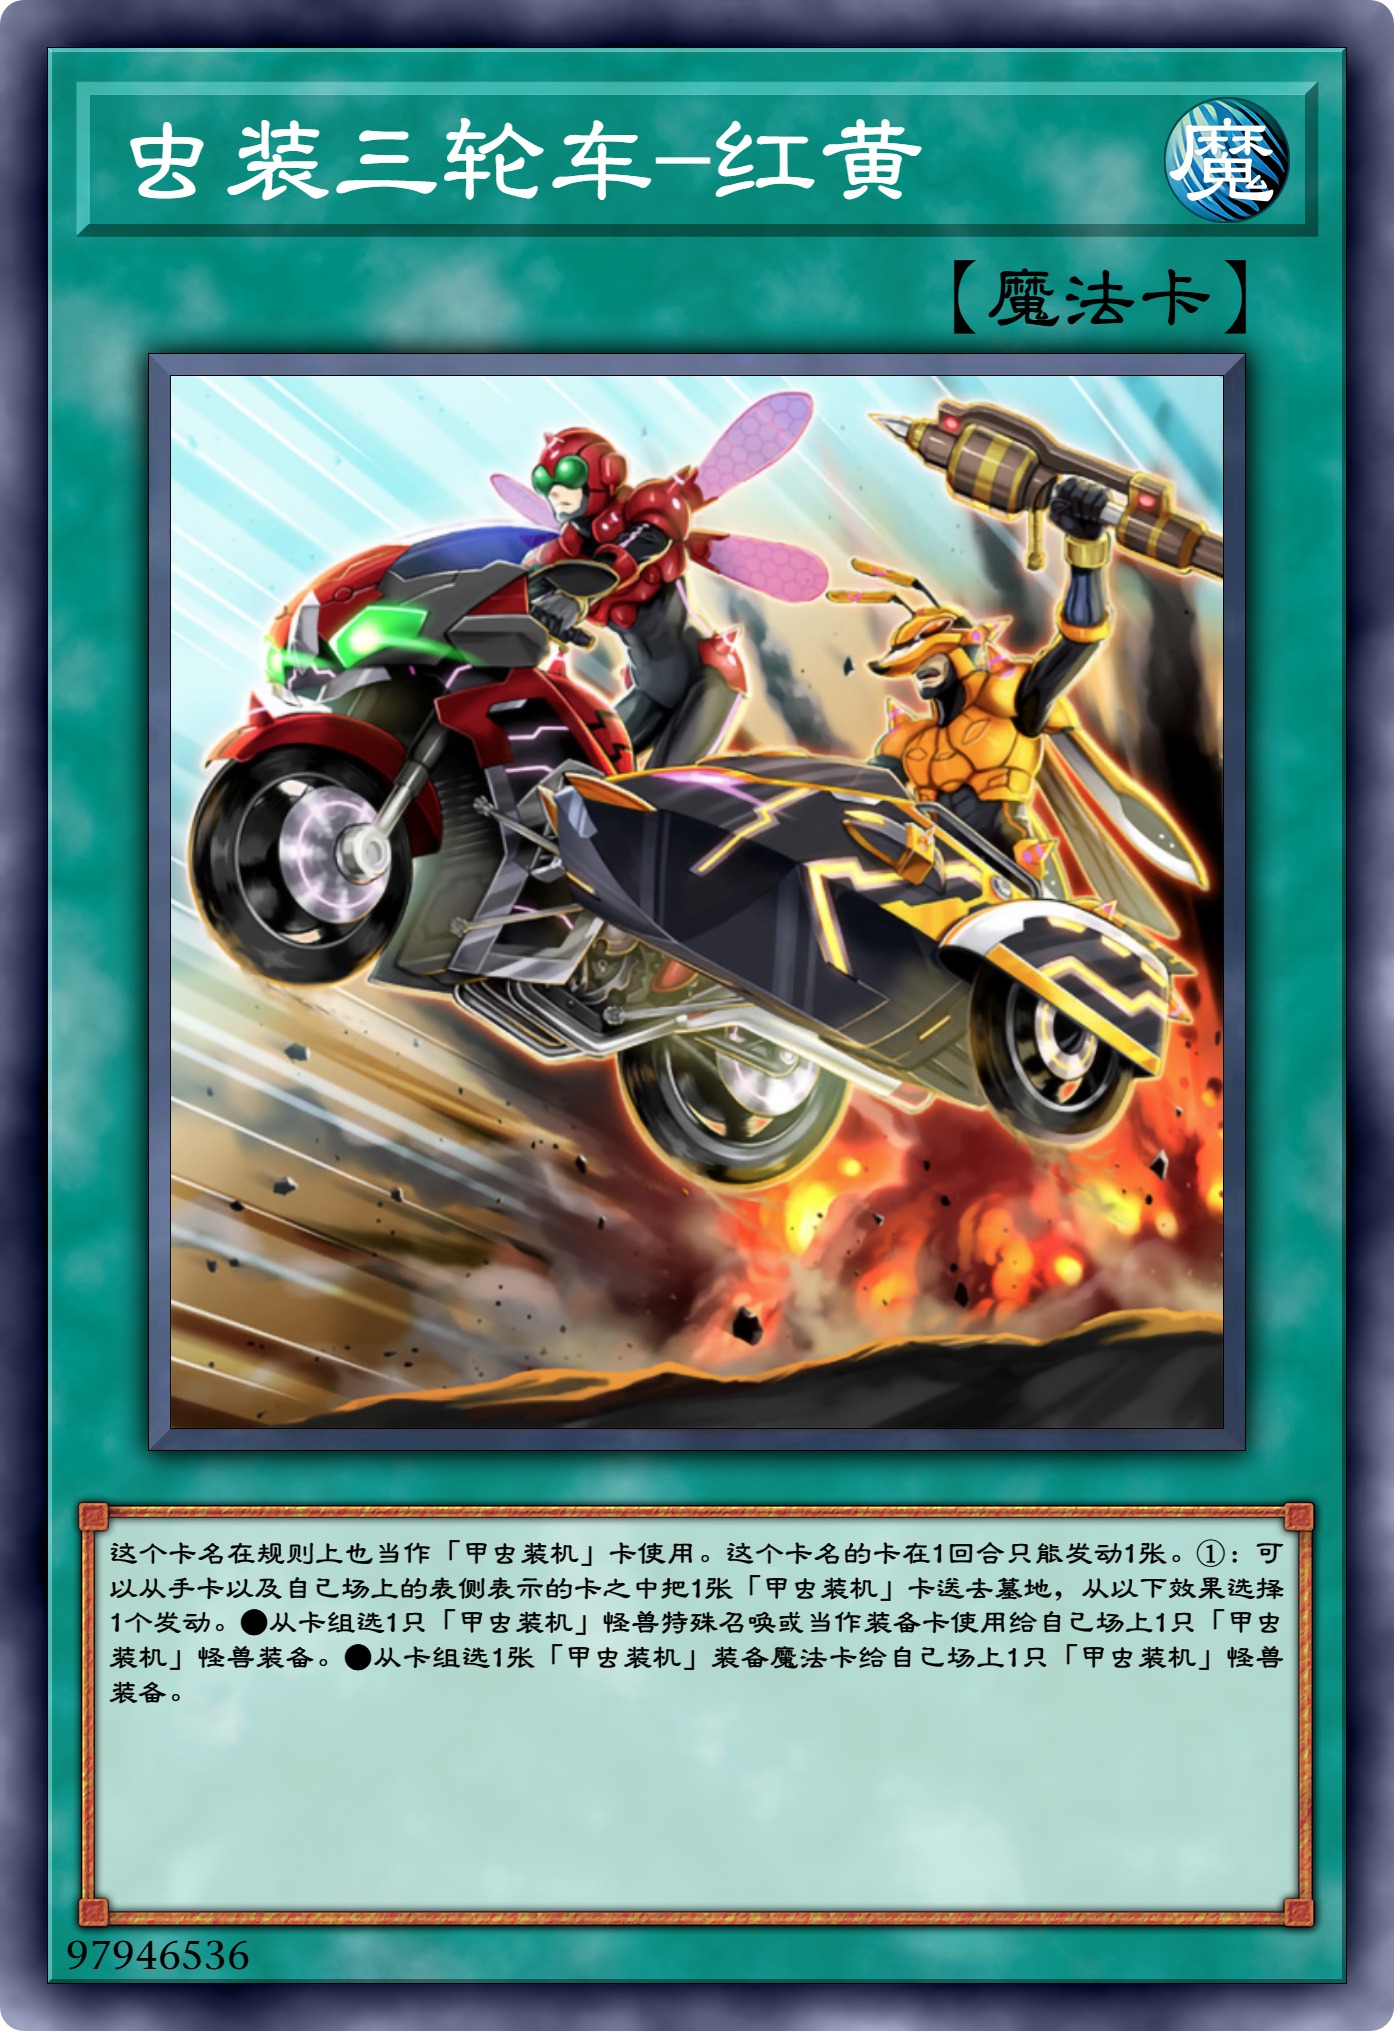 虫装三轮车-红黄
魔
【魔法卡】
这个卡名在规则上也当作「甲虫装机」卡使用。这个卡名的卡在1回合只能发动1张。①：可
以从手卡以及自己场上的表侧表示的卡之中把1张「甲虫装机」卡送去墓地，从以下效果选择
1个发动。●从卡组选1只「甲虫装机」怪兽特殊召唤或当作装备卡使用给自己场上1只「甲虫
装机」怪兽装备。●从卡组选1张「甲虫装机」装备魔法卡给自己场上1只「甲虫装机」怪兽
装备。
97946536